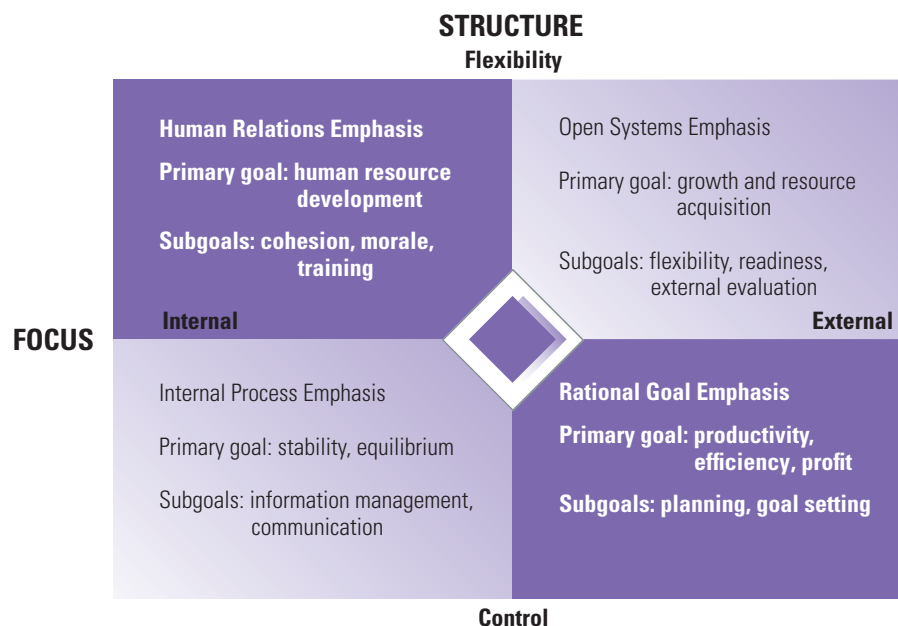 STRUCTURE
Flexibility
Human Relations Emphasis
Primary goal: human resource
development
Subgoals: cohesion, morale,
training
Open Systems Emphasis
Primary goal: growth and resource
acquisition
Subgoals: flexibility, readiness,
external evaluation
FOCUS
Internal
External
Internal Process Emphasis
Primary goal: stability, equilibrium
Subgoals: information management,
communication
Rational Goal Emphasis
Primary goal: productivity,
efficiency, profit
Subgoals: planning, goal setting
Control